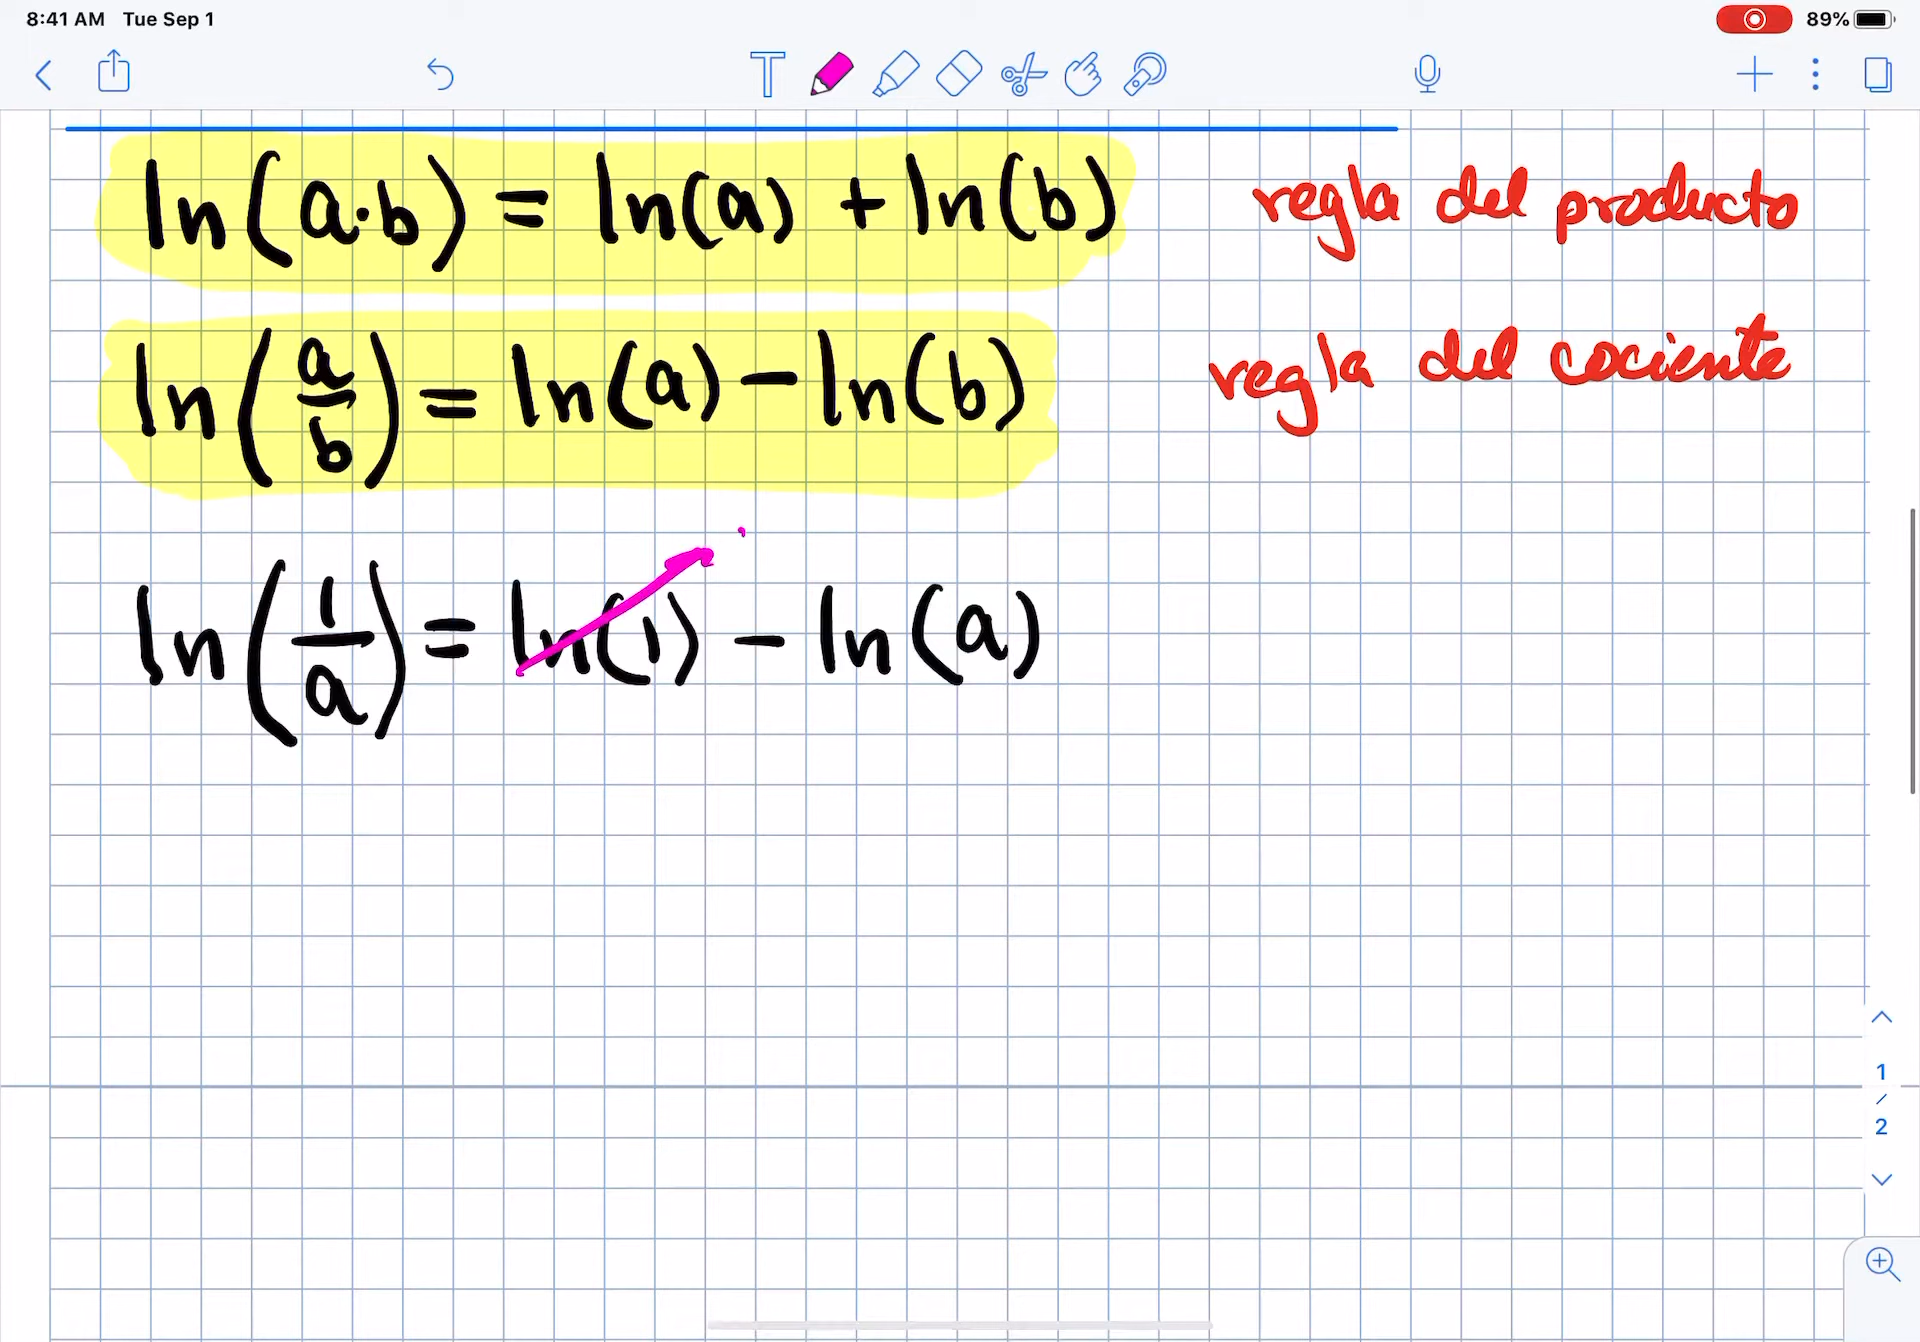 8:41 AM Tue Sep 1 89%
T
ln(a·b) = ln(a) + ln(b) regla del producto
ln(a/b) = ln(a) - ln(b) regla del cociente
ln(1/a) = ln(1) - ln(a)
1
/
2